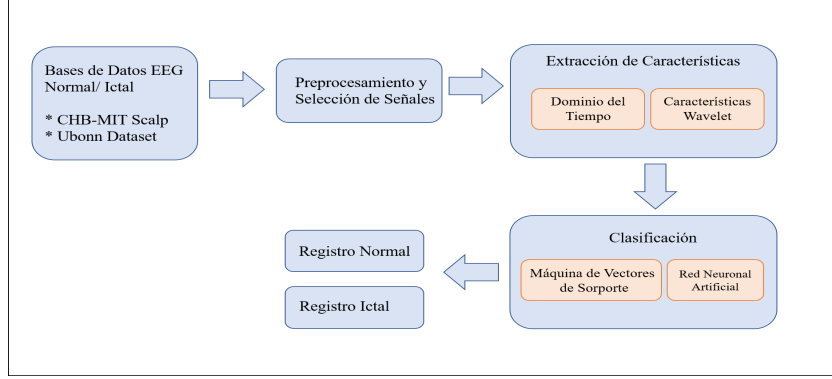 Bases de Datos EEG
Normal/ Ictal
* CHB-MIT Scalp
* Ubonn Dataset
Preprocesamiento y
Selección de Señales
Extracción de Características
Dominio del
Tiempo
Características
Wavelet
Clasificación
Máquina de Vectores
de Sorporte
Red Neuronal
Artificial
Registro Normal
Registro Ictal